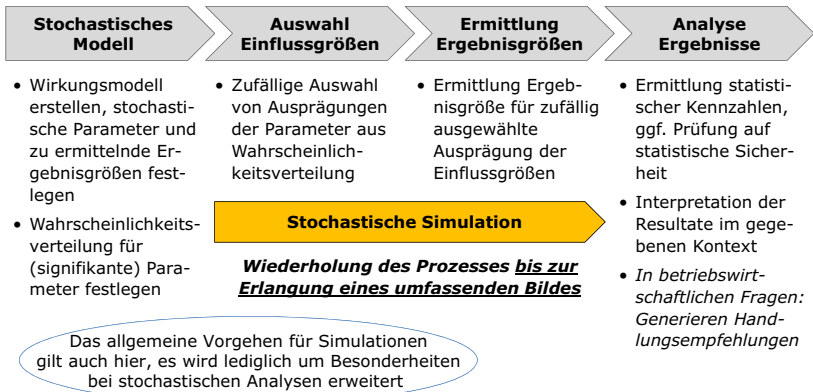 Stochastisches
Modell
Auswahl
Einflussgrößen
Ermittlung
Ergebnisgrößen
Analyse
Ergebnisse
• Wirkungsmodell
erstellen, stochasti-
sche Parameter und
zu ermittelnde Er-
gebnisgrößen fest-
legen
• Wahrscheinlichkeits-
verteilung für
(signifikante) Para-
meter festlegen
• Zufällige Auswahl
von Ausprägungen
der Parameter aus
Wahrscheinlich-
keitsverteilung
• Ermittlung Ergeb-
nisgröße für zufällig
ausgewählte
Ausprägung der
Einflussgrößen
Stochastische Simulation
Wiederholung des Prozesses bis zur
Erlangung eines umfassenden Bildes
• Ermittlung statisti-
scher Kennzahlen,
ggf. Prüfung auf
statistische Sicher-
heit
• Interpretation der
Resultate im gege-
benen Kontext
• In betriebswirt-
schaftlichen Fragen:
Generieren Hand-
lungsempfehlungen
Das allgemeine Vorgehen für Simulationen
gilt auch hier, es wird lediglich um Besonderheiten
bei stochastischen Analysen erweitert